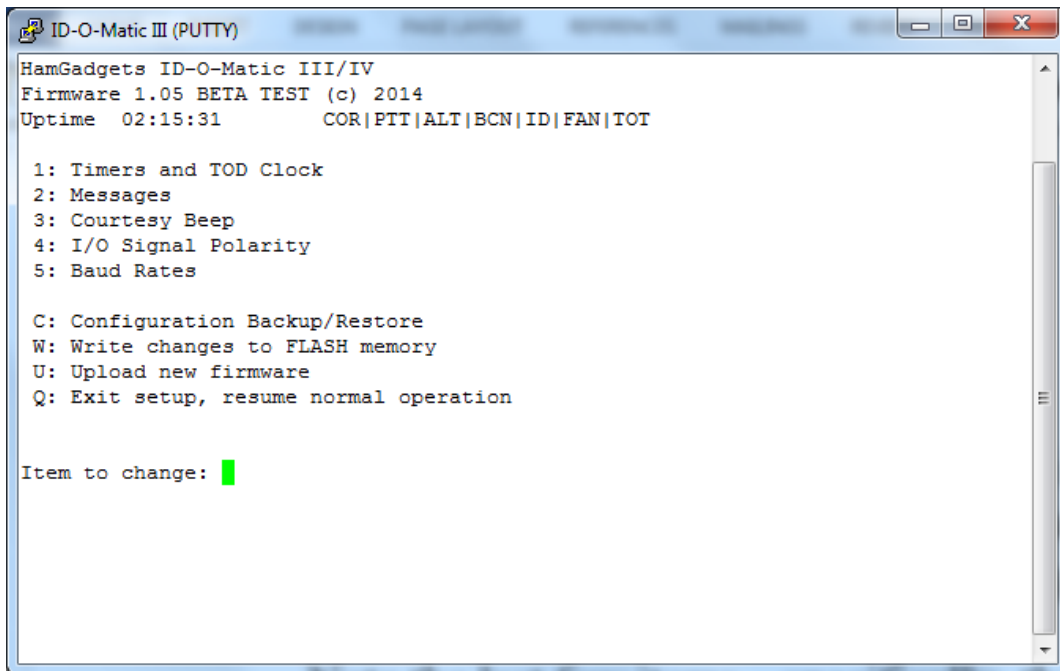 ID-O-Matic III (PUTTY)
HamGadgets ID-O-Matic III/IV
Firmware 1.05 BETA TEST (c) 2014
Uptime  02:15:31        COR|PTT|ALT|BCN|ID|FAN|TOT
1: Timers and TOD Clock
2: Messages
3: Courtesy Beep
4: I/O Signal Polarity
5: Baud Rates
C: Configuration Backup/Restore
W: Write changes to FLASH memory
U: Upload new firmware
Q: Exit setup, resume normal operation
Item to change: